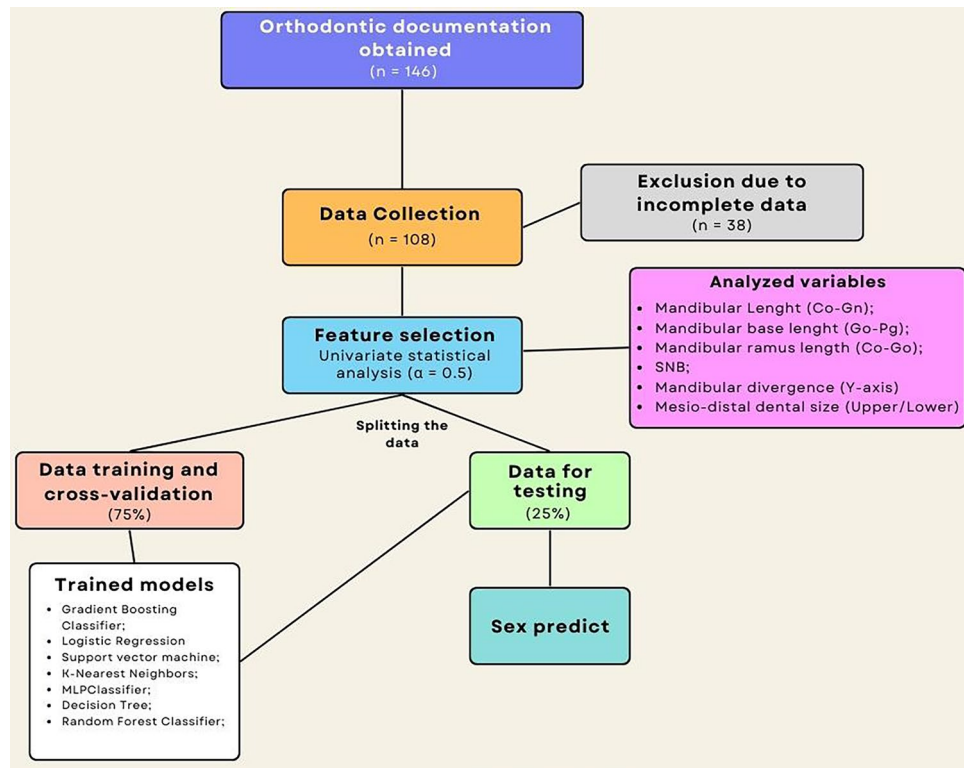 Orthodontic documentation
obtained
(n = 146)
Data Collection
(n = 108)
Exclusion due to
incomplete data
(n = 38)
Feature selection
Univariate statistical
analysis (α = 0.5)
Analyzed variables
• Mandibular Lenght (Co-Gn);
• Mandibular base lenght (Go-Pg);
• Mandibular ramus length (Co-Go);
• SNB;
• Mandibular divergence (Y-axis)
• Mesio-distal dental size (Upper/Lower)
Splitting the
data
Data training and
cross-validation
(75%)
Data for
testing
(25%)
Trained models
• Gradient Boosting
Classifier;
• Logistic Regression
• Support vector machine;
• K-Nearest Neighbors;
• MLPClassifier;
• Decision Tree;
• Random Forest Classifier;
Sex predict